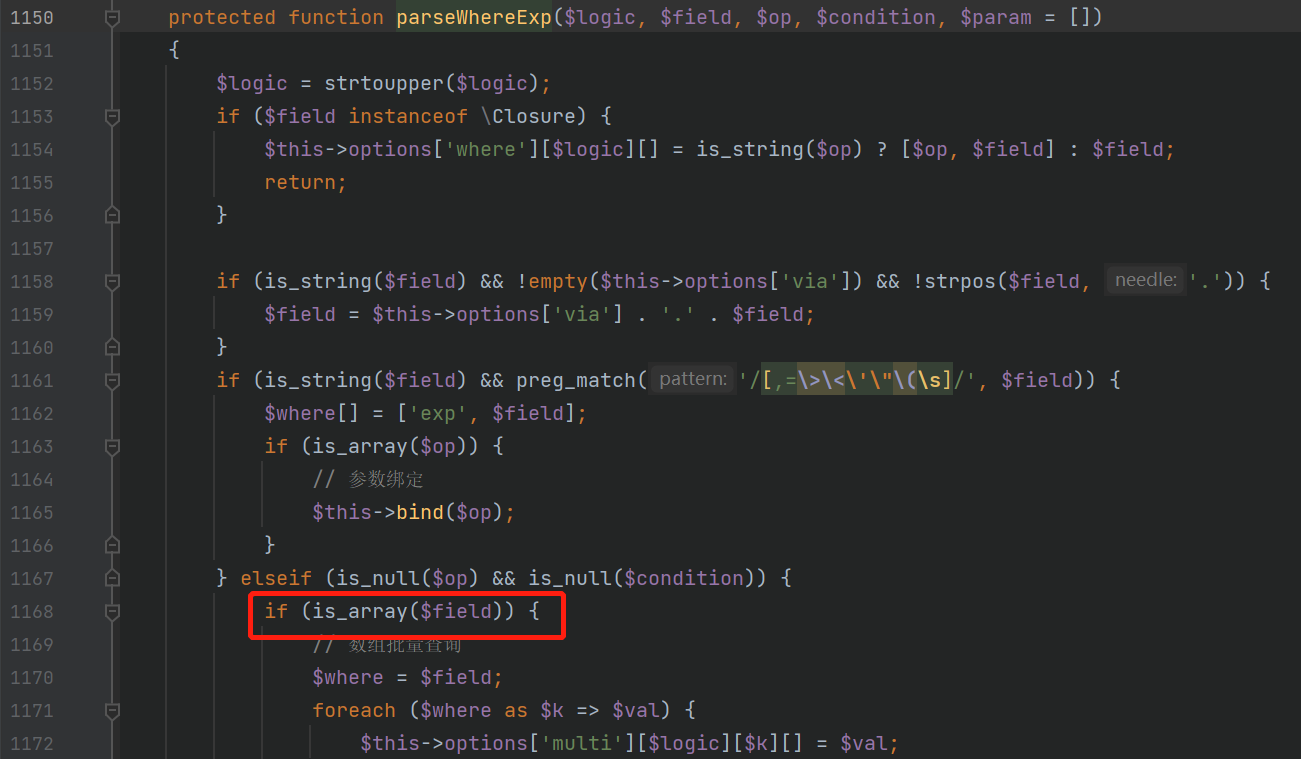 1150 protected function parseWhereExp($logic, $field, $op, $condition, $param = [])
1151 {
1152 $logic = strtoupper($logic);
1153 if ($field instanceof \Closure) {
1154 $this->options['where'][$logic][] = is_string($op) ? [$op, $field] : $field;
1155 return;
1156 }
1157
1158 if (is_string($field) && !empty($this->options['via']) && !strpos($field, needle: '.')) {
1159 $field = $this->options['via'] . '.' . $field;
1160 }
1161 if (is_string($field) && preg_match( pattern: '/[,=\>\<\'\"\(\s]/', $field)) {
1162 $where[] = ['exp', $field];
1163 if (is_array($op)) {
1164 // 参数绑定
1165 $this->bind($op);
1166 }
1167 } elseif (is_null($op) && is_null($condition)) {
1168 if (is_array($field)) {
1169 // 数组批量查询
1170 $where = $field;
1171 foreach ($where as $k => $val) {
1172 $this->options['multi'][$logic][$k][] = $val;